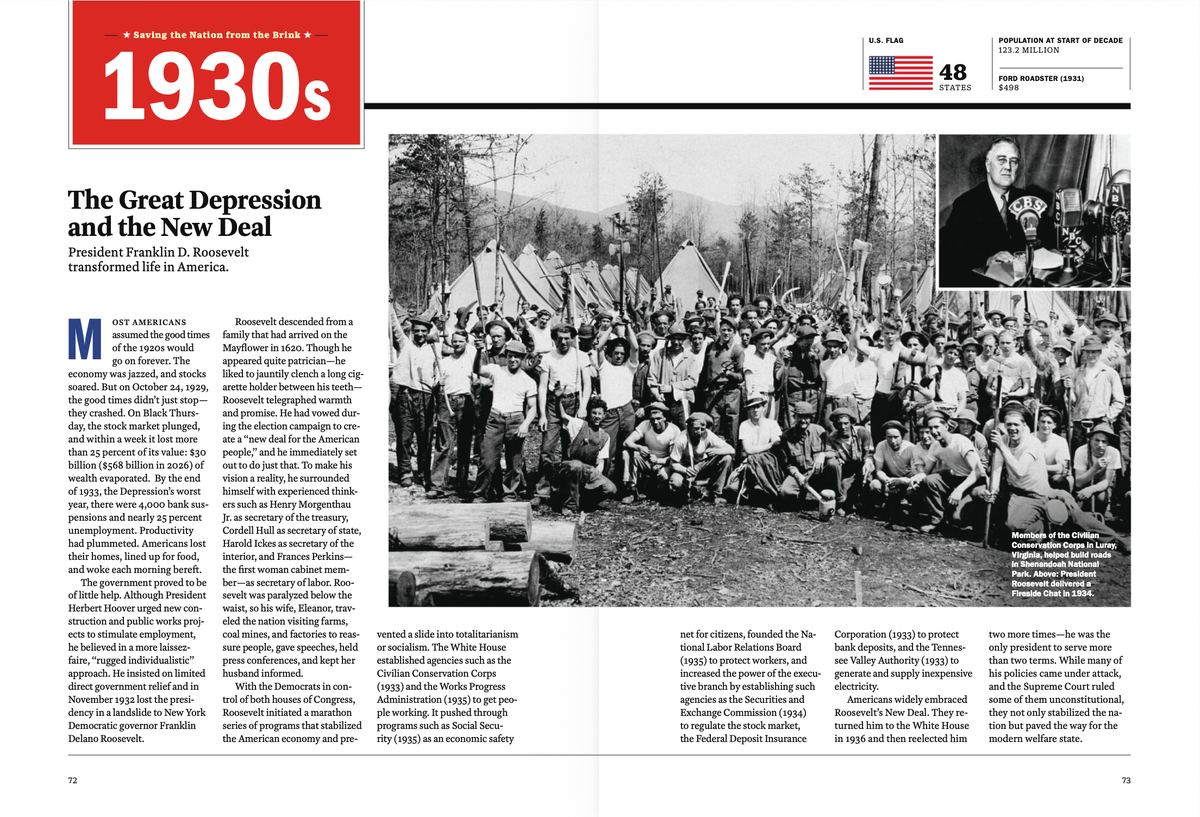 ★ Saving the Nation from the Brink ★
1930s
U.S. FLAG
48
STATES
POPULATION AT START OF DECADE
123.2 MILLION
FORD ROADSTER (1931)
$498
The Great Depression
and the New Deal
President Franklin D. Roosevelt
transformed life in America.
MOST AMERICANS
assumed the good times
of the 1920s would
go on forever. The
economy was jazzed, and stocks
soared. But on October 24, 1929,
the good times didn't just stop—
they crashed. On Black Thurs-
day, the stock market plunged,
and within a week it lost more
than 25 percent of its value: $30
billion ($568 billion in 2026) of
wealth evaporated. By the end
of 1933, the Depression's worst
year, there were 4,000 bank sus-
pensions and nearly 25 percent
unemployment. Productivity
had plummeted. Americans lost
their homes, lined up for food,
and woke each morning bereft.
The government proved to be
of little help. Although President
Herbert Hoover urged new con-
struction and public works proj-
ects to stimulate employment,
he believed in a more laissez-
faire, "rugged individualistic"
approach. He insisted on limited
direct government relief and in
November 1932 lost the presi-
dency in a landslide to New York
Democratic governor Franklin
Delano Roosevelt.
Roosevelt descended from a
family that had arrived on the
Mayflower in 1620. Though he
appeared quite patrician—he
liked to jauntily clench a long cig-
arette holder between his teeth—
Roosevelt telegraphed warmth
and promise. He had vowed dur-
ing the election campaign to cre-
ate a "new deal for the American
people," and he immediately set
out to do just that. To make his
vision a reality, he surrounded
himself with experienced think-
ers such as Henry Morgenthau
Jr. as secretary of the treasury,
Cordell Hull as secretary of state,
Harold Ickes as secretary of the
interior, and Frances Perkins—
the first woman cabinet mem-
ber—as secretary of labor. Roo-
sevelt was paralyzed below the
waist, so his wife, Eleanor, trav-
eled the nation visiting farms,
coal mines, and factories to reas-
sure people, gave speeches, held
press conferences, and kept her
husband informed.
With the Democrats in con-
trol of both houses of Congress,
Roosevelt initiated a marathon
series of programs that stabilized
the American economy and pre-
vented a slide into totalitarianism
or socialism. The White House
established agencies such as the
Civilian Conservation Corps
(1933) and the Works Progress
Administration (1935) to get peo-
ple working. It pushed through
programs such as Social Secu-
rity (1935) as an economic safety
net for citizens, founded the Na-
tional Labor Relations Board
(1935) to protect workers, and
increased the power of the execu-
tive branch by establishing such
agencies as the Securities and
Exchange Commission (1934)
to regulate the stock market,
the Federal Deposit Insurance
Corporation (1933) to protect
bank deposits, and the Tennes-
see Valley Authority (1933) to
generate and supply inexpensive
electricity.
Americans widely embraced
Roosevelt's New Deal. They re-
turned him to the White House
in 1936 and then reelected him
two more times—he was the
only president to serve more
than two terms. While many of
his policies came under attack,
and the Supreme Court ruled
some of them unconstitutional,
they not only stabilized the na-
tion but paved the way for the
modern welfare state.
CBS
NBC
NBC
NB
Members of the Civilian
Conservation Corps in Luray,
Virginia, helped build roads
in Shenandoah National
Park. Above: President
Roosevelt delivered a
Fireside Chat in 1934.
72
73